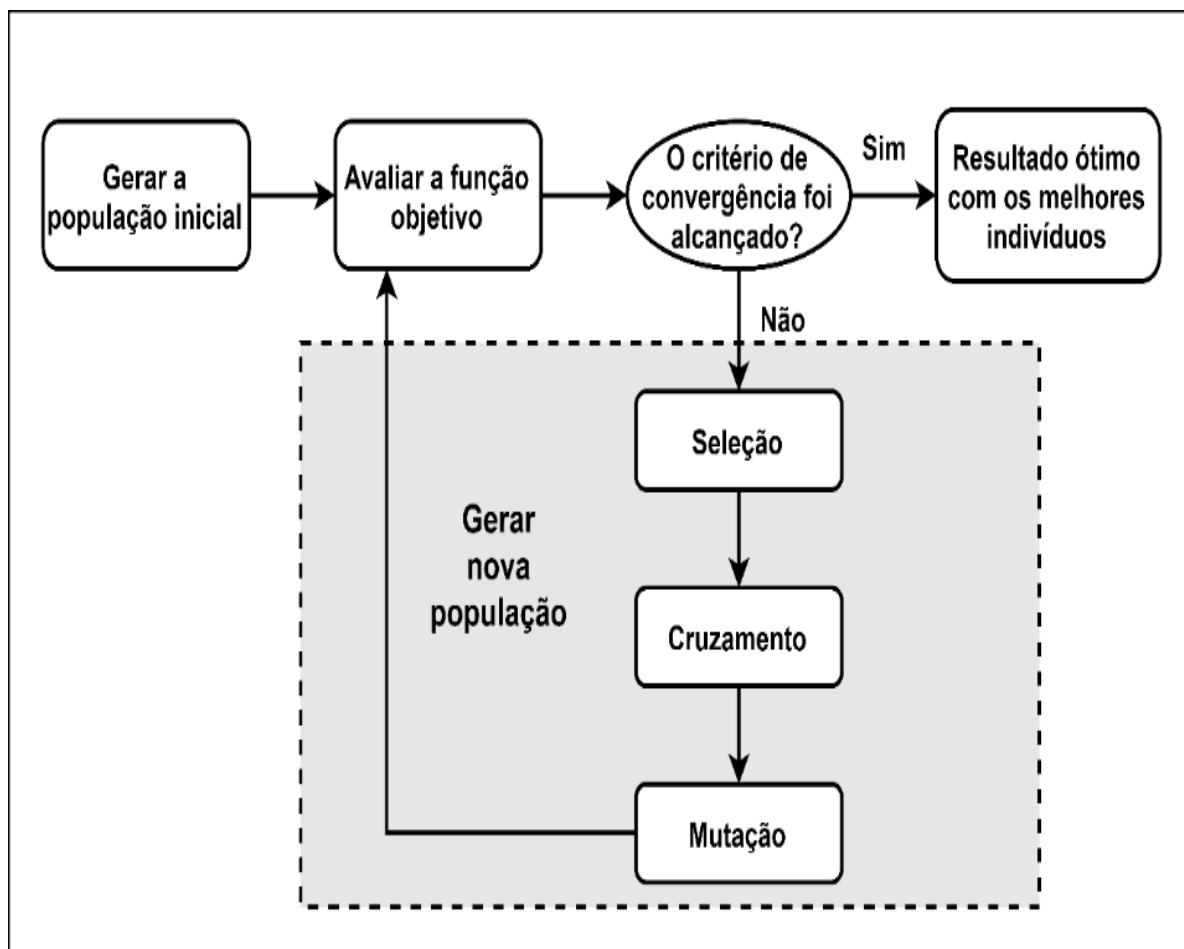 Gerar a
população inicial
Avaliar a função
objetivo
O critério de
convergência foi
alcançado?
Sim
Resultado ótimo
com os melhores
indivíduos
Não
Seleção
Gerar
nova
população
Cruzamento
Mutação